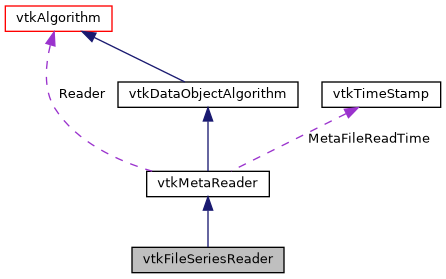 vtkAlgorithm
Reader
vtkDataObjectAlgorithm
vtkTimeStamp
MetaFileReadTime
vtkMetaReader
vtkFileSeriesReader